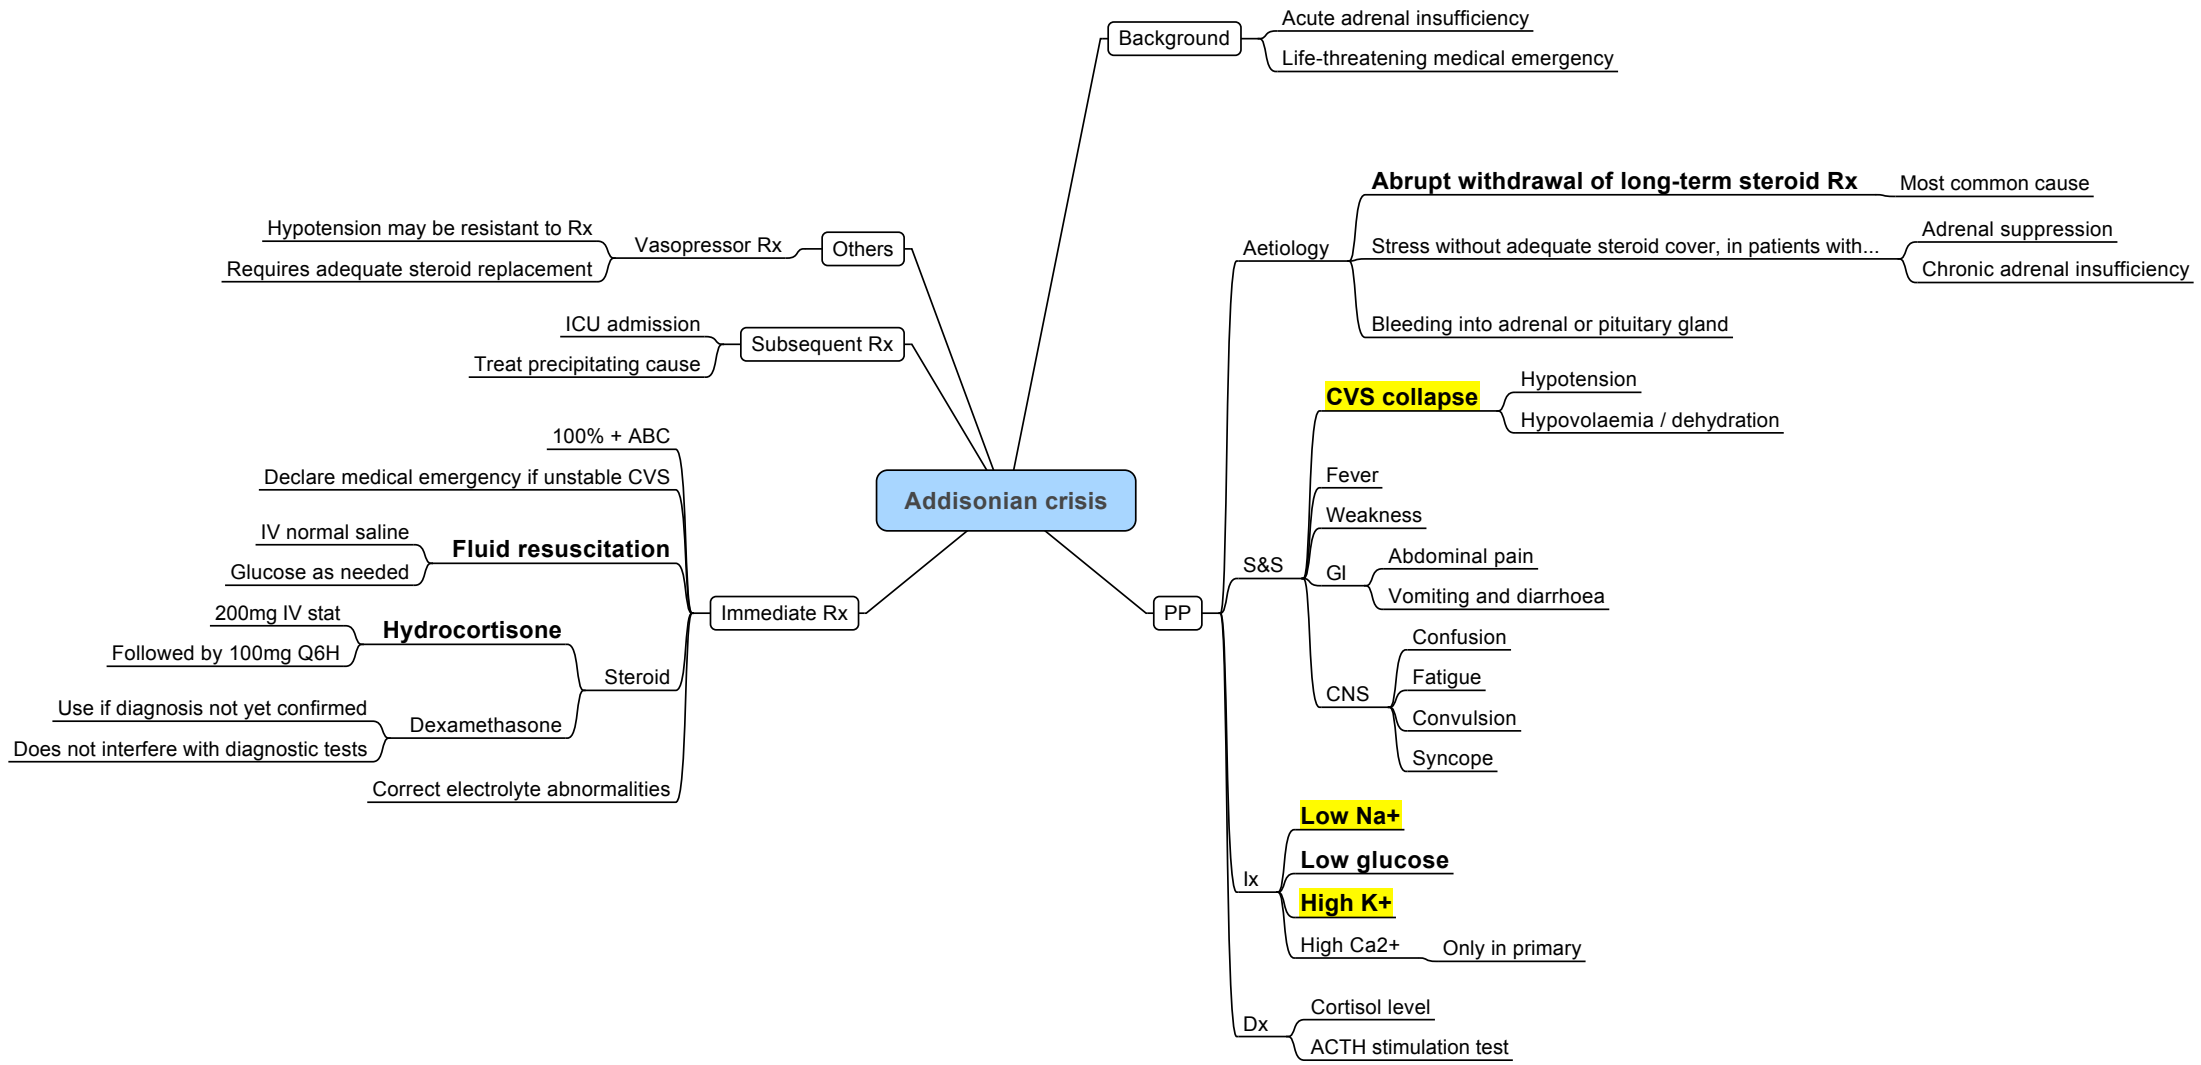 Addisonian crisis
Background
Acute adrenal insufficiency
Life-threatening medical emergency
PP
Aetiology
Abrupt withdrawal of long-term steroid Rx
Most common cause
Stress without adequate steroid cover, in patients with...
Adrenal suppression
Chronic adrenal insufficiency
Bleeding into adrenal or pituitary gland
S&S
CVS collapse
Hypotension
Hypovolaemia / dehydration
Fever
Weakness
GI
Abdominal pain
Vomiting and diarrhoea
CNS
Confusion
Fatigue
Convulsion
Syncope
Ix
Low Na+
Low glucose
High K+
High Ca2+
Only in primary
Dx
Cortisol level
ACTH stimulation test
Immediate Rx
100% + ABC
Declare medical emergency if unstable CVS
Fluid resuscitation
IV normal saline
Glucose as needed
Steroid
Hydrocortisone
200mg IV stat
Followed by 100mg Q6H
Dexamethasone
Use if diagnosis not yet confirmed
Does not interfere with diagnostic tests
Correct electrolyte abnormalities
Subsequent Rx
ICU admission
Treat precipitating cause
Others
Vasopressor Rx
Hypotension may be resistant to Rx
Requires adequate steroid replacement